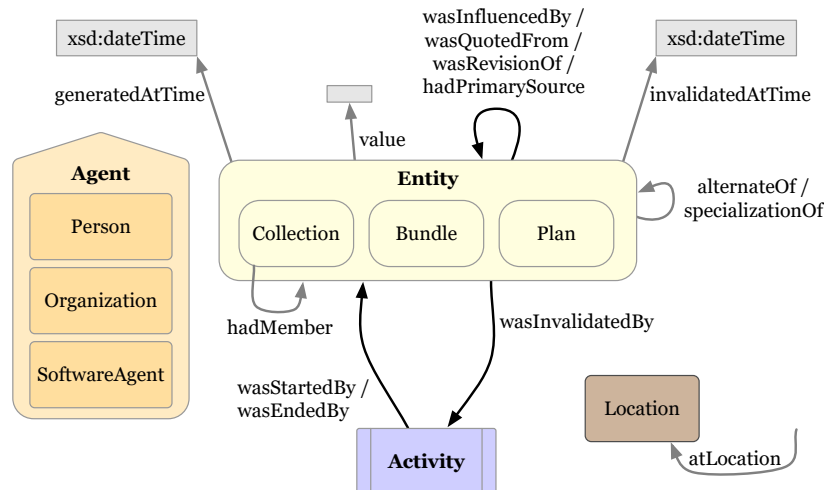 xsd:dateTime
wasInfluencedBy /
wasQuotedFrom /
wasRevisionOf /
hadPrimarySource
xsd:dateTime
generatedAtTime
value
invalidatedAtTime
Agent
Person
Organization
SoftwareAgent
Entity
Collection
Bundle
Plan
alternateOf /
specializationOf
hadMember
wasInvalidatedBy
wasStartedBy /
wasEndedBy
Activity
Location
atLocation